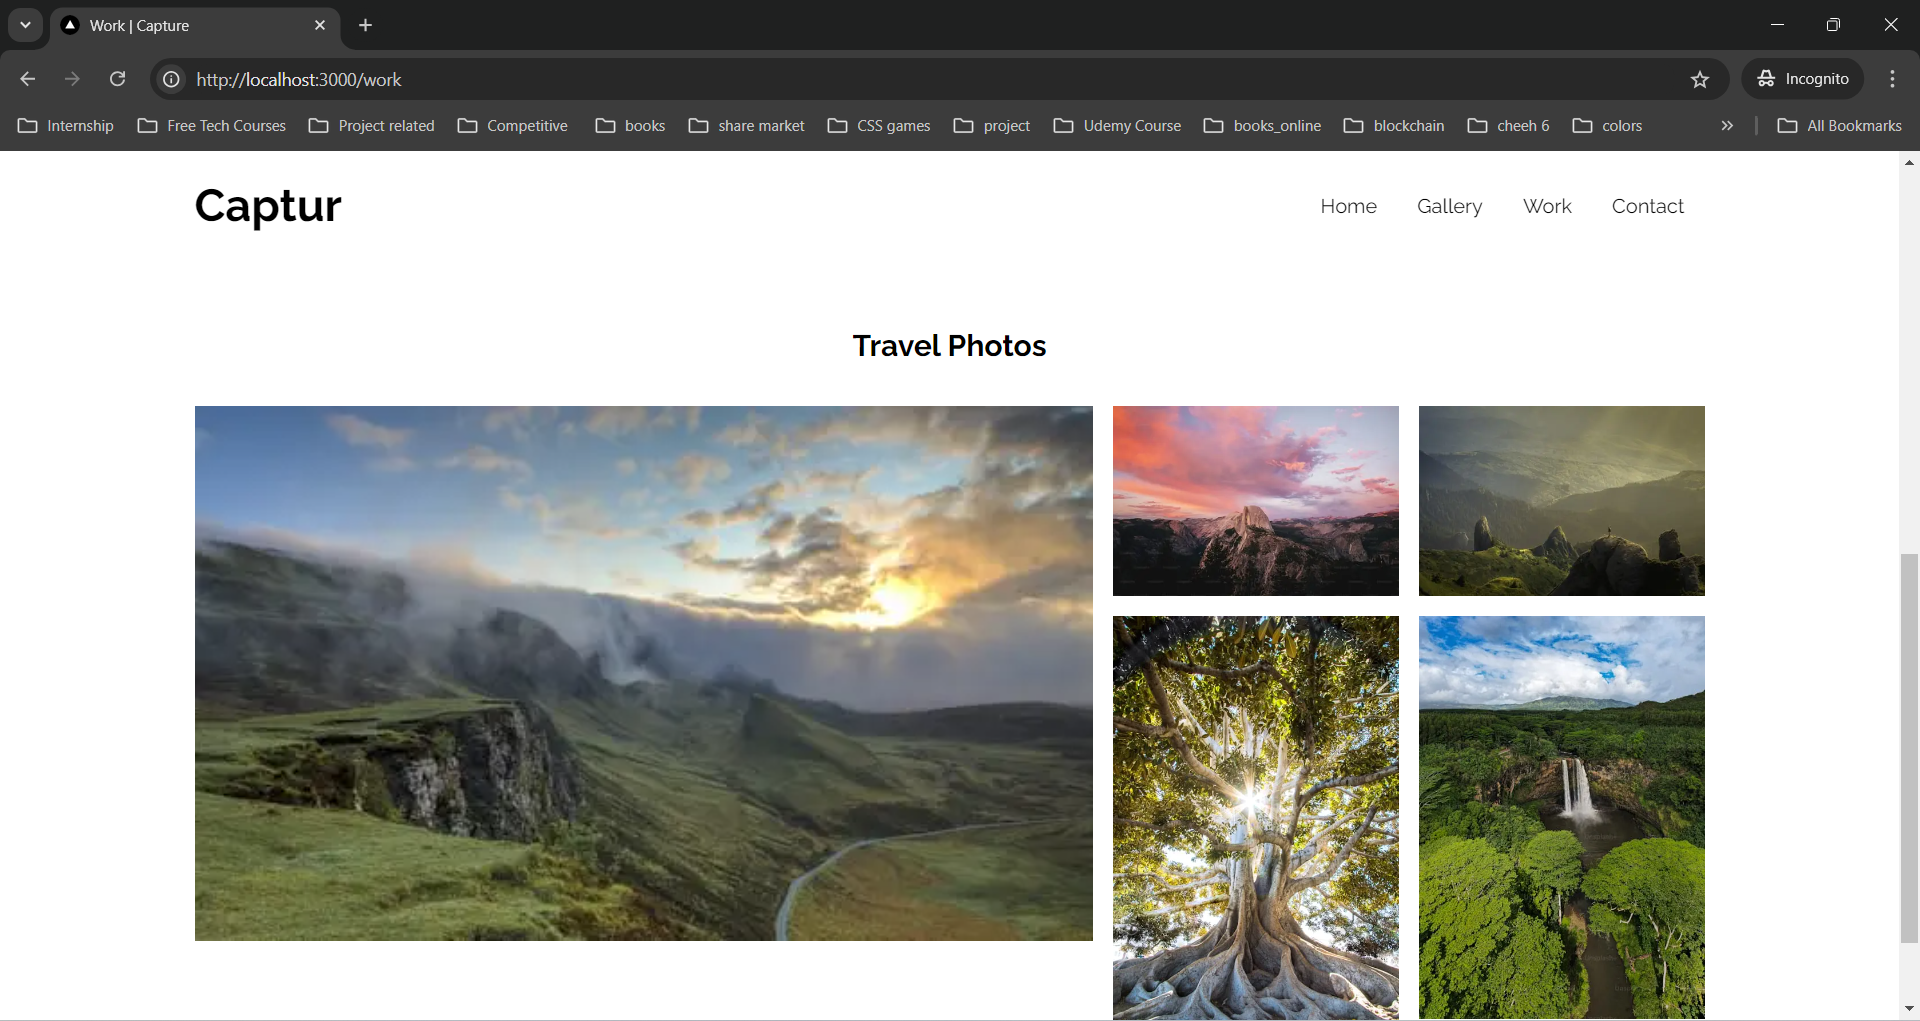 Work | Capture
http://localhost:3000/work
Incognito
Internship Free Tech Courses Project related Competitive books share market CSS games project Udemy Course books_online blockchain cheeh 6 colors » All Bookmarks
Captur
Home Gallery Work Contact
Travel Photos